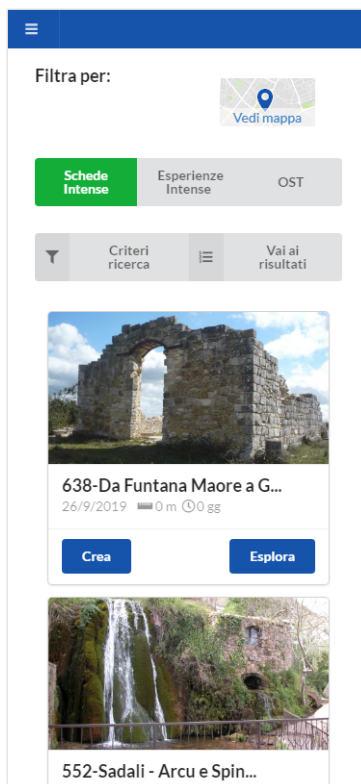 Filtra per:
Vedi mappa
Schede
Intense
Esperienze
Intense
OST
Criteri
ricerca
Vai ai
risultati
638-Da Funtana Maore a G...
26/9/2019 0 m 0 gg
Crea
Esplora
552-Sadali - Arcu e Spin...